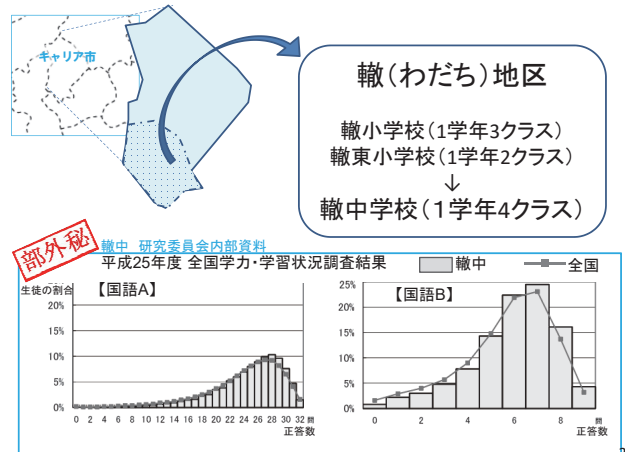 キャリア市
轍(わだち)地区
轍小学校(1学年3クラス)
轍東小学校(1学年2クラス)
↓
轍中学校(1学年4クラス)
部外秘
轍中 研究委員会内部資料
平成25年度 全国学力・学習状況調査結果
轍中
全国
生徒の割合
【国語A】
20%
15%
10%
5%
0%
0 2 4 6 8 10 12 14 16 18 20 22 24 26 28 30 32 問
正答数
【国語B】
25%
20%
15%
10%
5%
0%
0 2 4 6 8 問
正答数